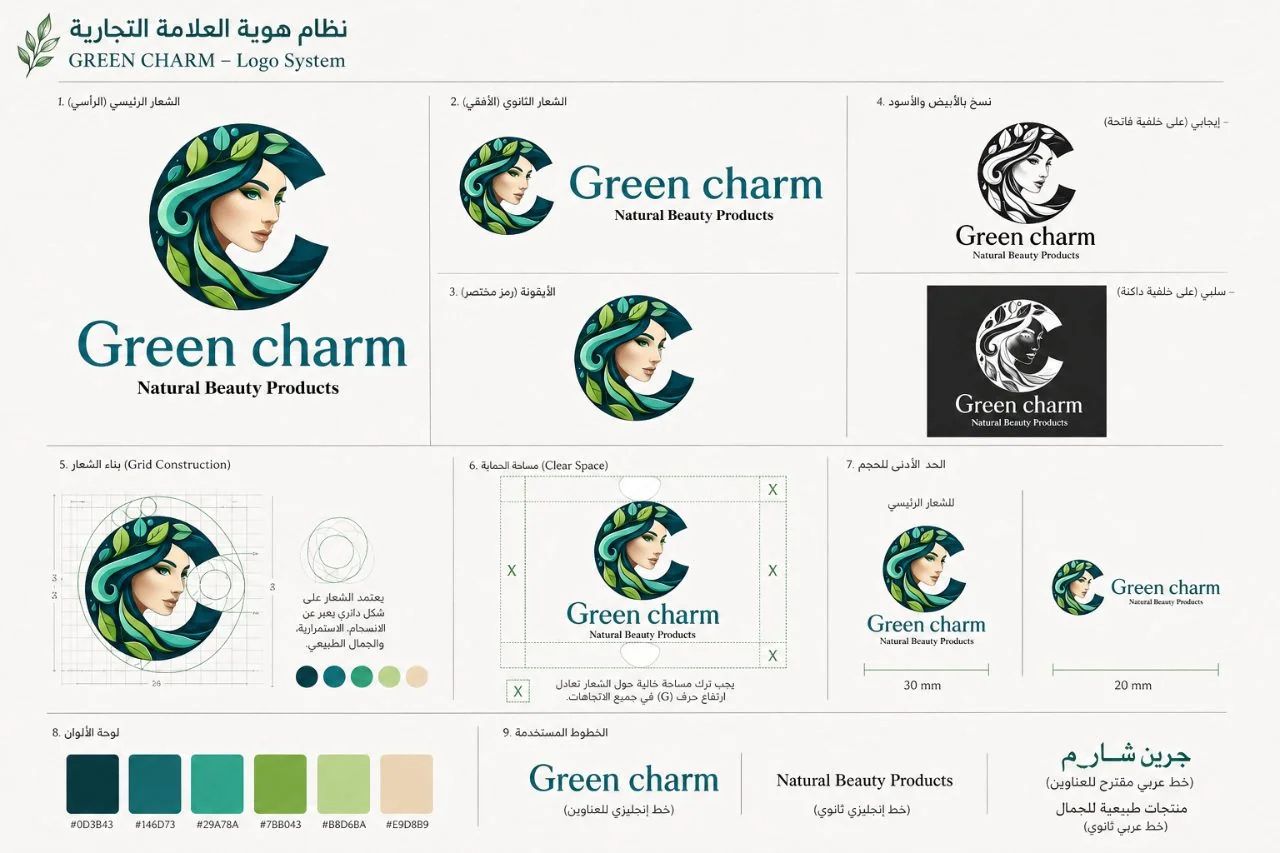 نظام هوية العلامة التجارية
GREEN CHARM – Logo System
1. الشعار الرئيسي (الرأسي)
Green charm
Natural Beauty Products
2. الشعار الثانوي (الأفقي)
Green charm
Natural Beauty Products
3. الأيقونة (رمز مختصر)
4. نسخ بالأبيض والأسود
– إيجابي (على خلفية فاتحة)
Green charm
Natural Beauty Products
– سلبي (على خلفية داكنة)
Green charm
Natural Beauty Products
5. بناء الشعار (Grid Construction)
3
3
3
26
يعتمد الشعار على
شكل دائري يعبر عن
الانسجام، الاستمرارية،
والجمال الطبيعي.
6. مساحة الحماية (Clear Space)
X
X
X
X
Green charm
Natural Beauty Products
X
يجب ترك مساحة خالية حول الشعار تعادل
ارتفاع حرف (G) في جميع الاتجاهات.
7. الحد الأدنى للحجم
للشعار الرئيسي
Green charm
Natural Beauty Products
30 mm
Green charm
Natural Beauty Products
20 mm
8. لوحة الألوان
#0D3B43
#146D73
#29A78A
#7BB043
#B8D6BA
#E9D8B9
9. الخطوط المستخدمة
Green charm
(خط إنجليزي للعناوين)
Natural Beauty Products
(خط إنجليزي ثانوي)
جرين شـار_م
(خط عربي مقترح للعناوين)
منتجات طبيعية للجمال
(خط عربي ثانوي)